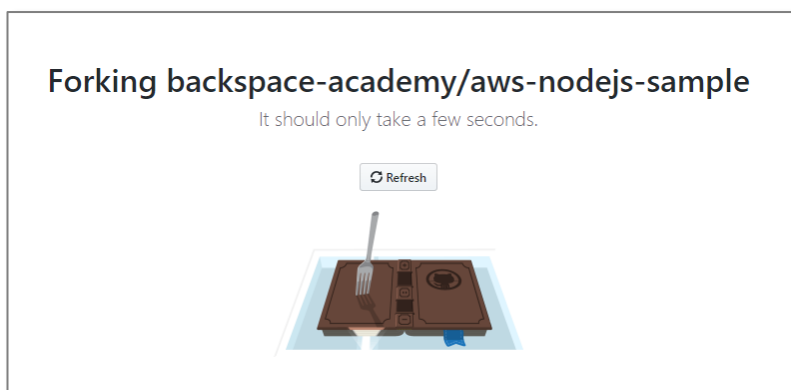 Forking backspace-academy/aws-nodejs-sample
It should only take a few seconds.
Refresh